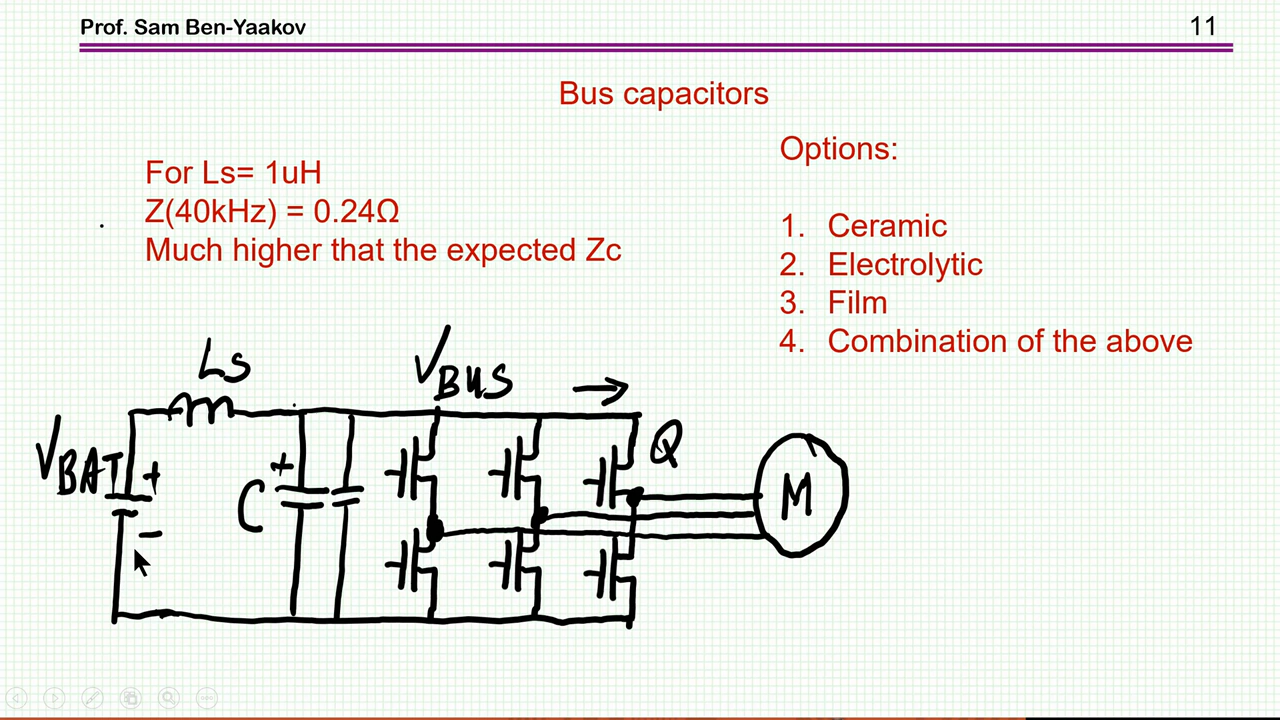 Prof. Sam Ben-Yaakov
11
Bus capacitors
For Ls= 1uH
Z(40kHz) = 0.24Ω
Much higher that the expected Zc
Options:
1. Ceramic
2. Electrolytic
3. Film
4. Combination of the above
Ls
VBUS
VBAT
+
-
+
C
Q
M